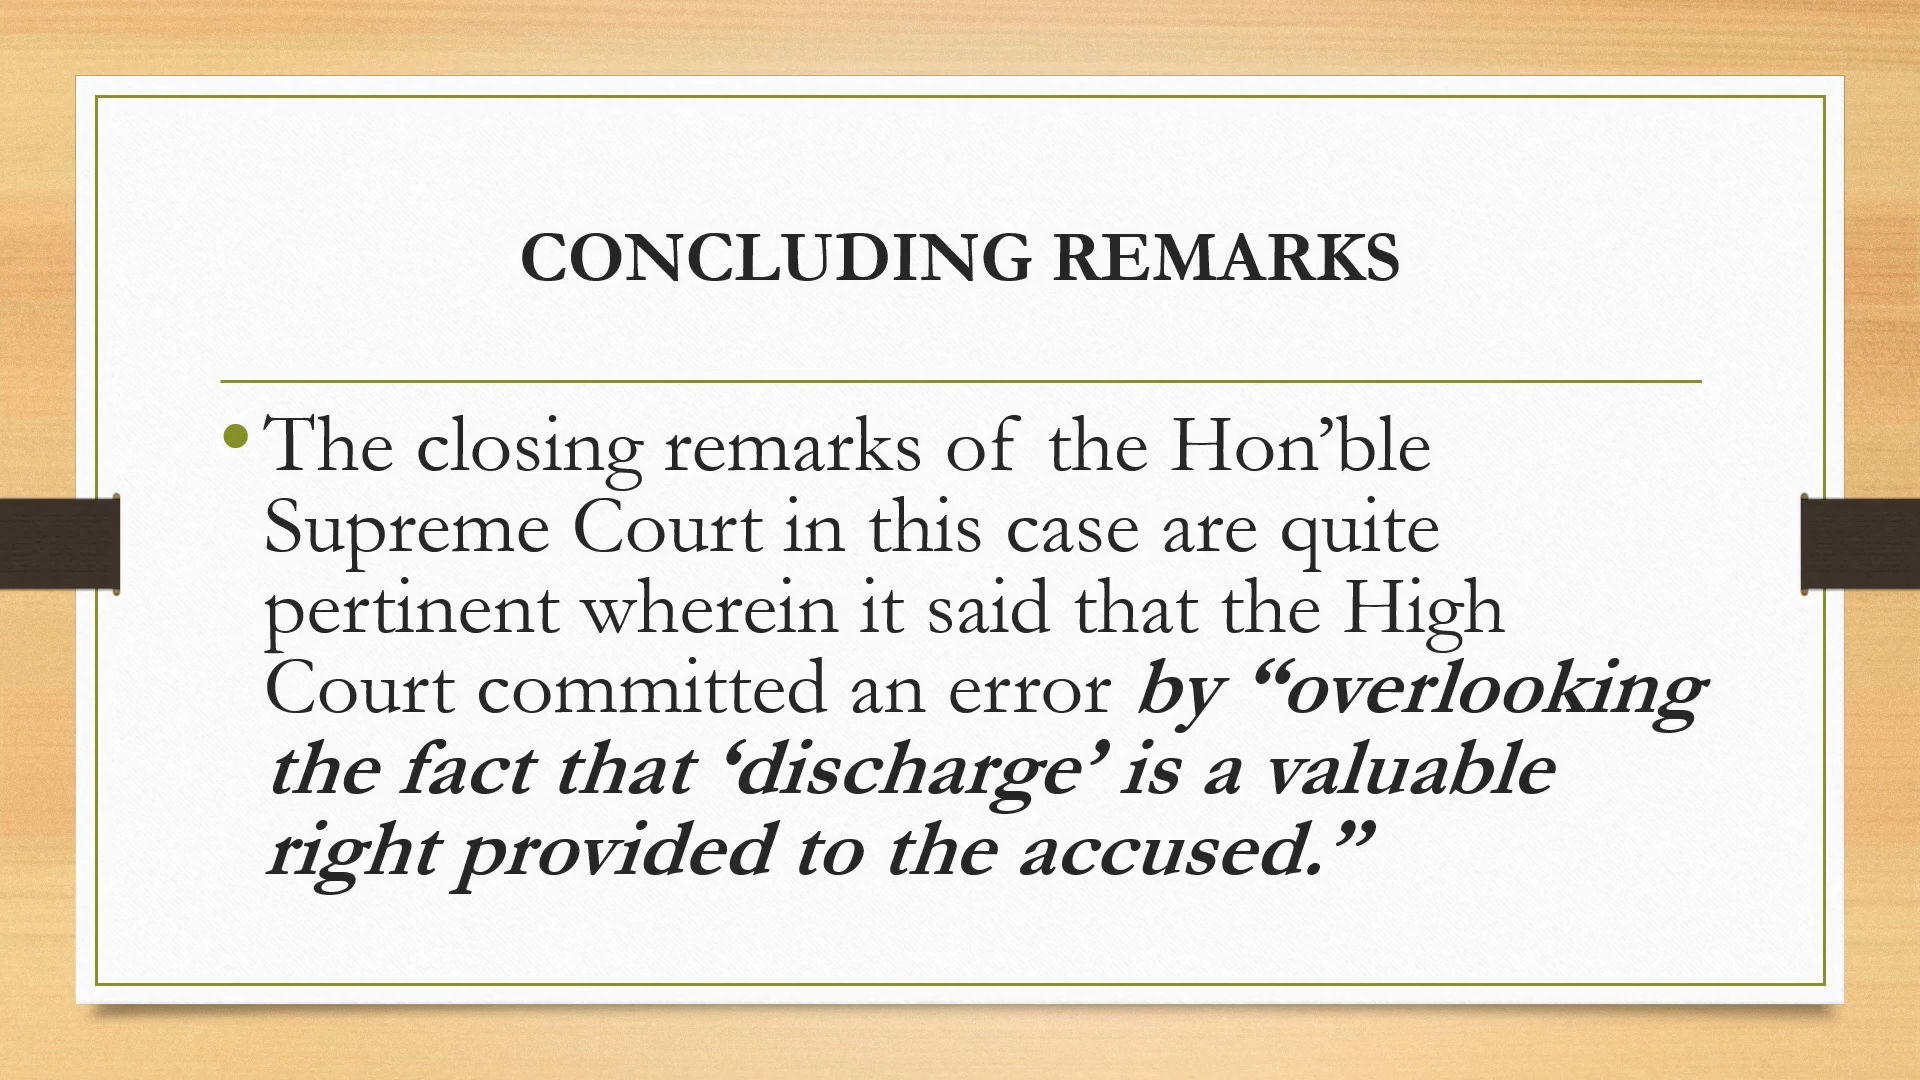 CONCLUDING REMARKS
• The closing remarks of the Hon’ble
Supreme Court in this case are quite
pertinent wherein it said that the High
Court committed an error by “overlooking
the fact that ‘discharge’ is a valuable
right provided to the accused.”